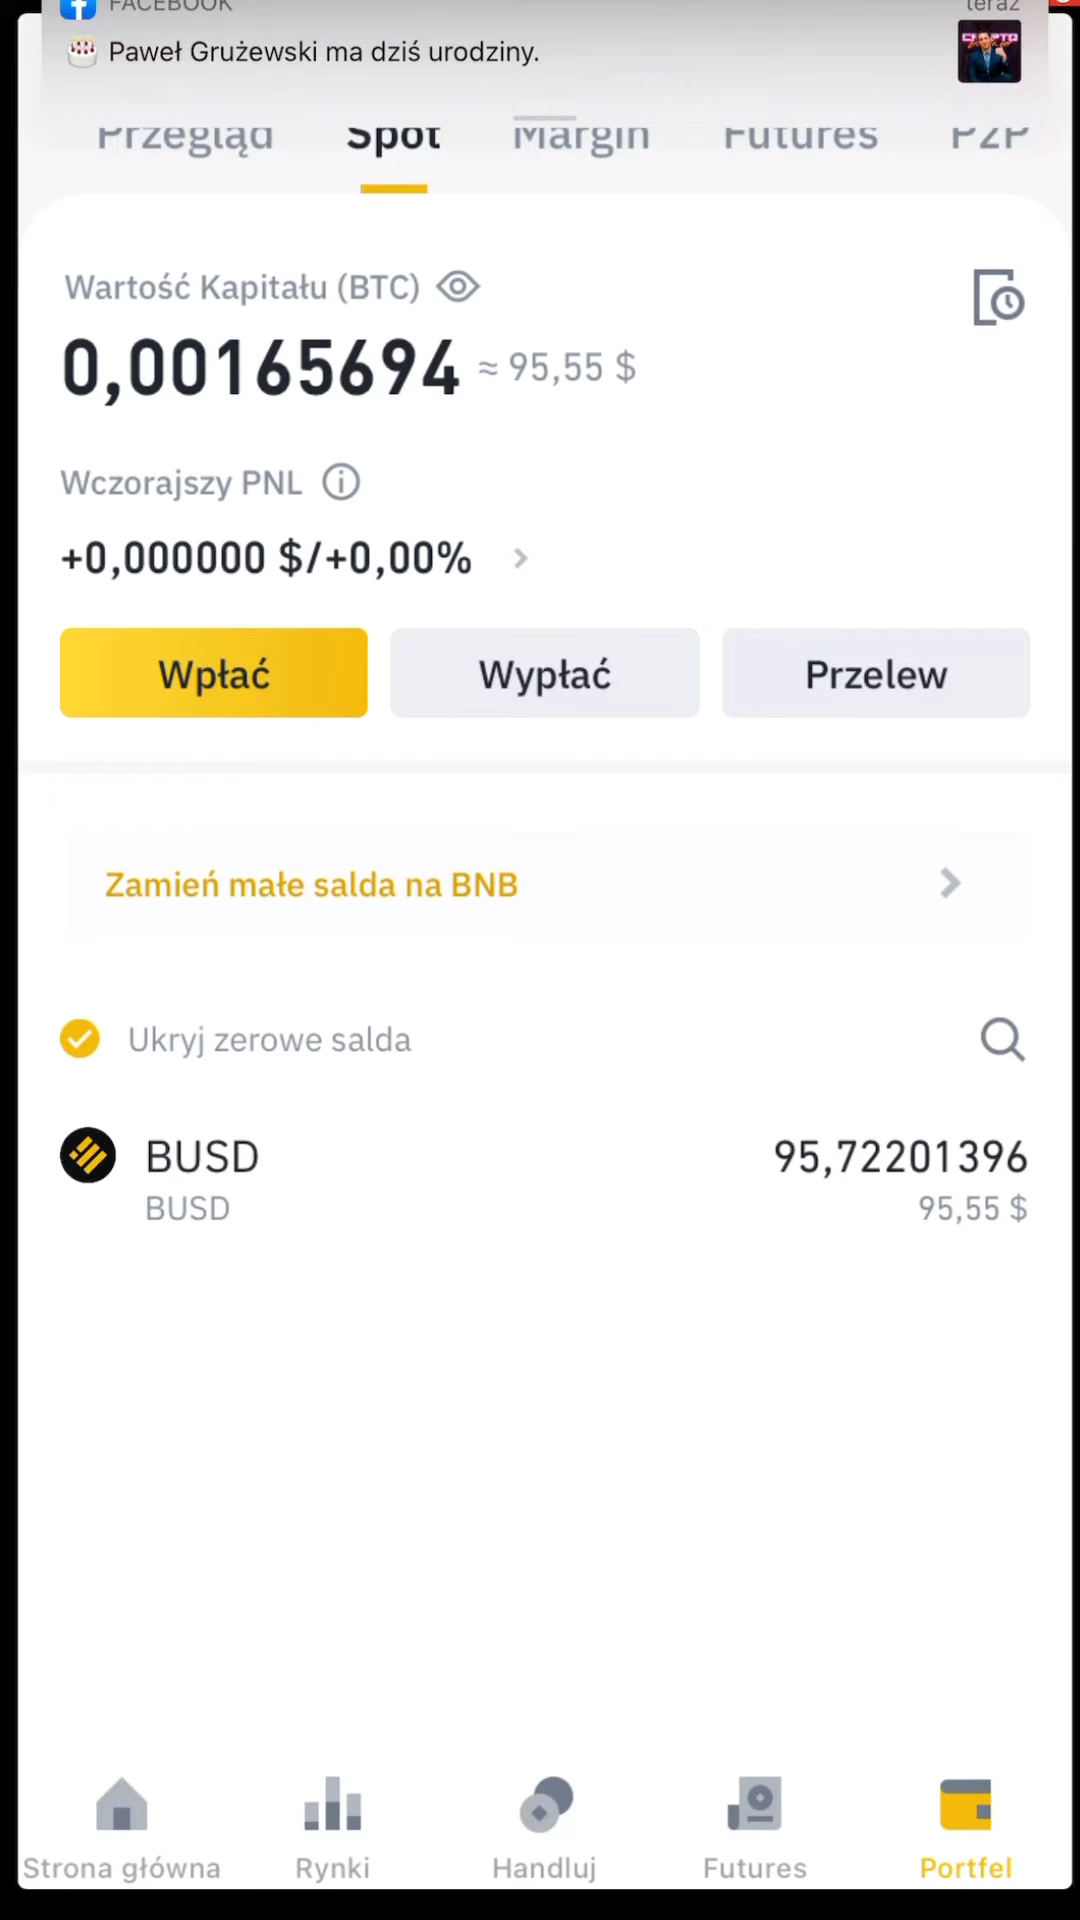 FACEBOOK
teraz
🎂 Paweł Grużewski ma dziś urodziny.
Przegląd Spot Margin Futures P2P
Wartość Kapitału (BTC)
0,00165694 ≈ 95,55 $
Wczorajszy PNL
+0,000000 $/+0,00%
Wpłać Wypłać Przelew
Zamień małe salda na BNB
Ukryj zerowe salda
BUSD 95,72201396
BUSD 95,55 $
Strona główna Rynki Handluj Futures Portfel